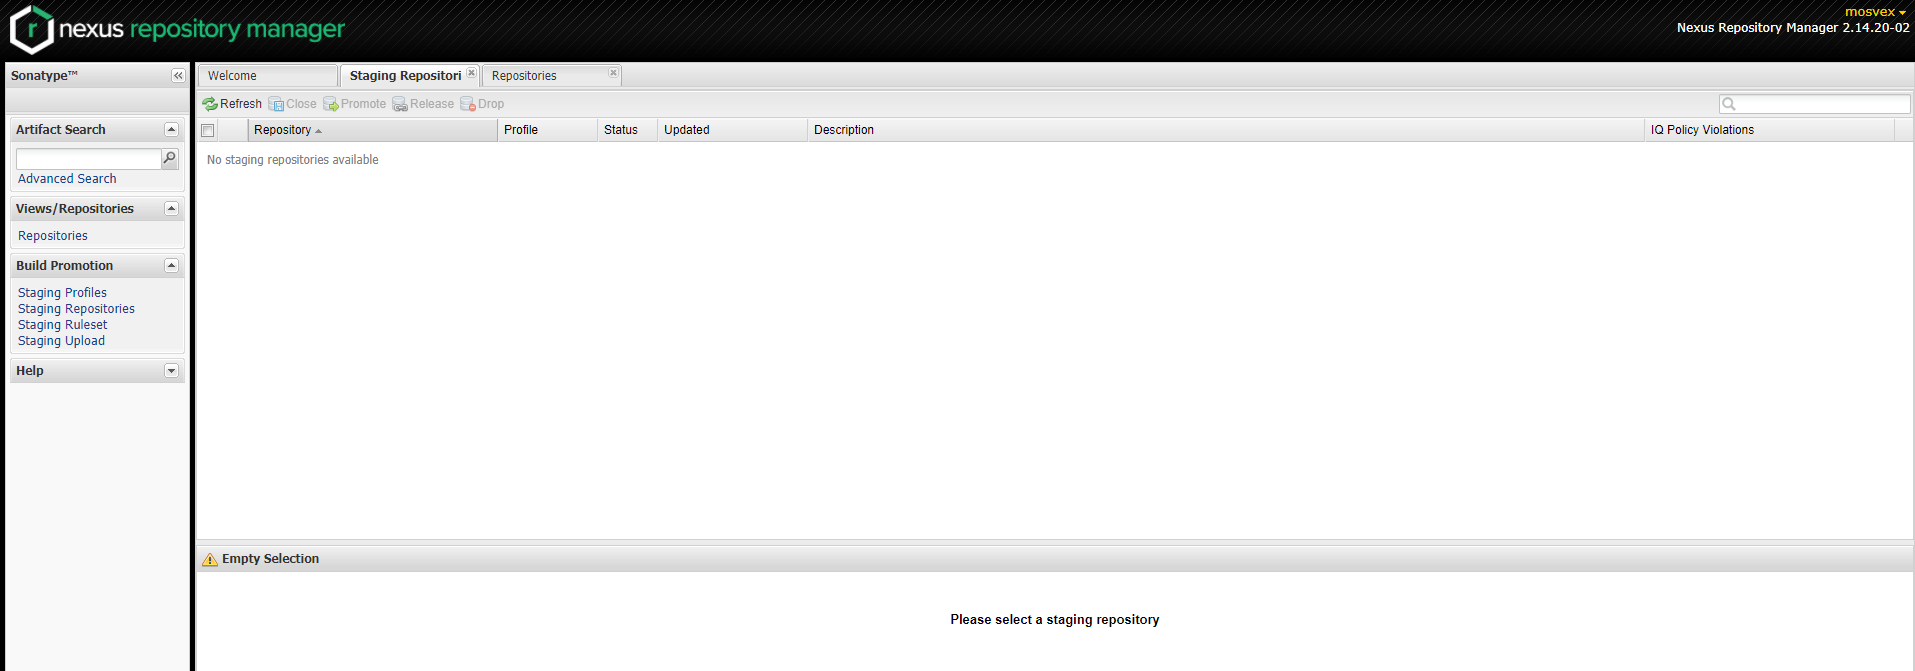 nexus repository manager
mosvex
Nexus Repository Manager 2.14.20-02
Sonatype™
Welcome
Staging Repositori
Repositories
Refresh Close Promote Release Drop
Artifact Search
Advanced Search
Views/Repositories
Repositories
Build Promotion
Staging Profiles
Staging Repositories
Staging Ruleset
Staging Upload
Help
Repository Profile Status Updated Description IQ Policy Violations
No staging repositories available
Empty Selection
Please select a staging repository